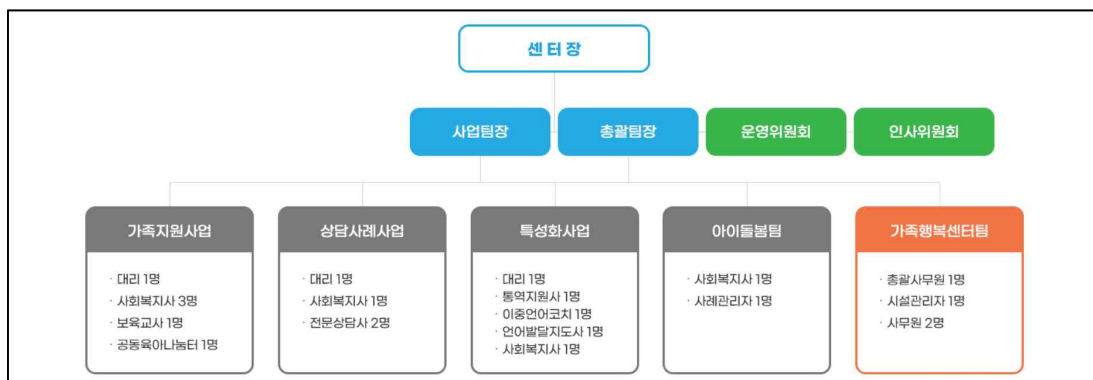 센 터 장
사업팀장
총괄팀장
운영위원회
인사위원회
가족지원사업
· 대리 1명
· 사회복지사 3명
· 보육교사 1명
· 공동육아나눔터 1명
상담사례사업
· 대리 1명
· 사회복지사 1명
· 전문상담사 2명
특성화사업
· 대리 1명
· 통역지원사 1명
· 이중언어코치 1명
· 언어발달지도사 1명
· 사회복지사 1명
아이돌봄팀
· 사회복지사 1명
· 사례관리자 1명
가족행복센터팀
· 총괄사무원 1명
· 시설관리자 1명
· 사무원 2명